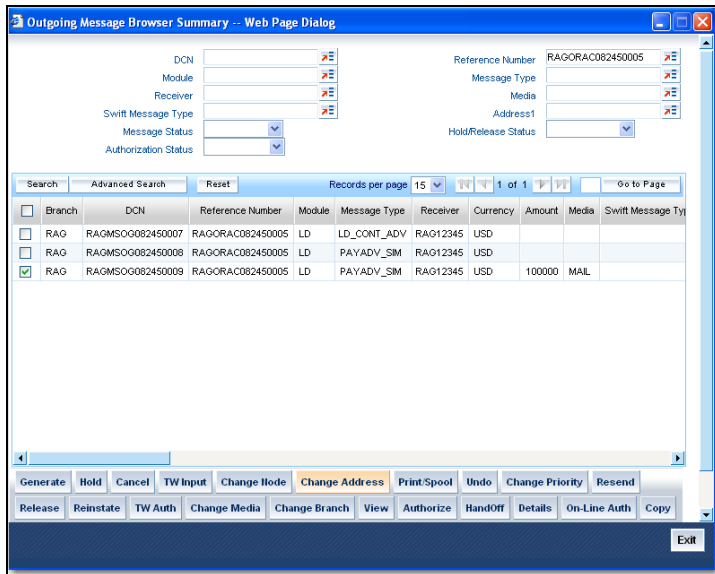 Outgoing Message Browser Summary -- Web Page Dialog
DCN
Reference Number RAGORAC082450005
Module
Message Type
Receiver
Media
Swift Message Type
Address1
Message Status
Hold/Release Status
Authorization Status
Search Advanced Search Reset Records per page 15 1 of 1 Go to Page
Branch DCN Reference Number Module Message Type Receiver Currency Amount Media Swift Message Typ
RAG RAGMSOG082450007 RAGORAC082450005 LD LD_CONT_ADV RAG12345 USD
RAG RAGMSOG082450008 RAGORAC082450005 LD PAYADV_SIM RAG12345 USD
RAG RAGMSOG082450009 RAGORAC082450005 LD PAYADV_SIM RAG12345 USD 100000 MAIL
Generate Hold Cancel TW Input Change Node Change Address Print/Spool Undo Change Priority Resend
Release Reinstate TW Auth Change Media Change Branch View Authorize HandOff Details On-Line Auth Copy
Exit